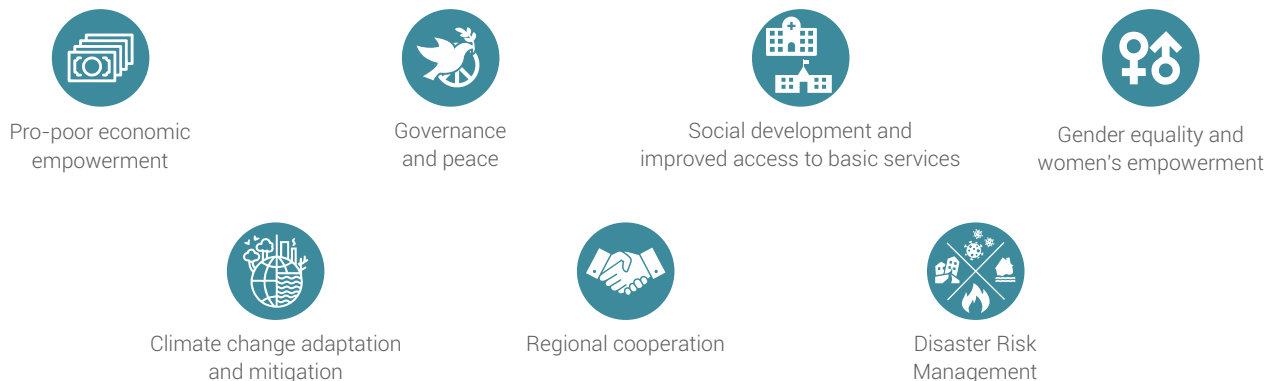 Pro-poor economic
empowerment
Governance
and peace
Social development and
improved access to basic services
Gender equality and
women's empowerment
Climate change adaptation
and mitigation
Regional cooperation
Disaster Risk
Management